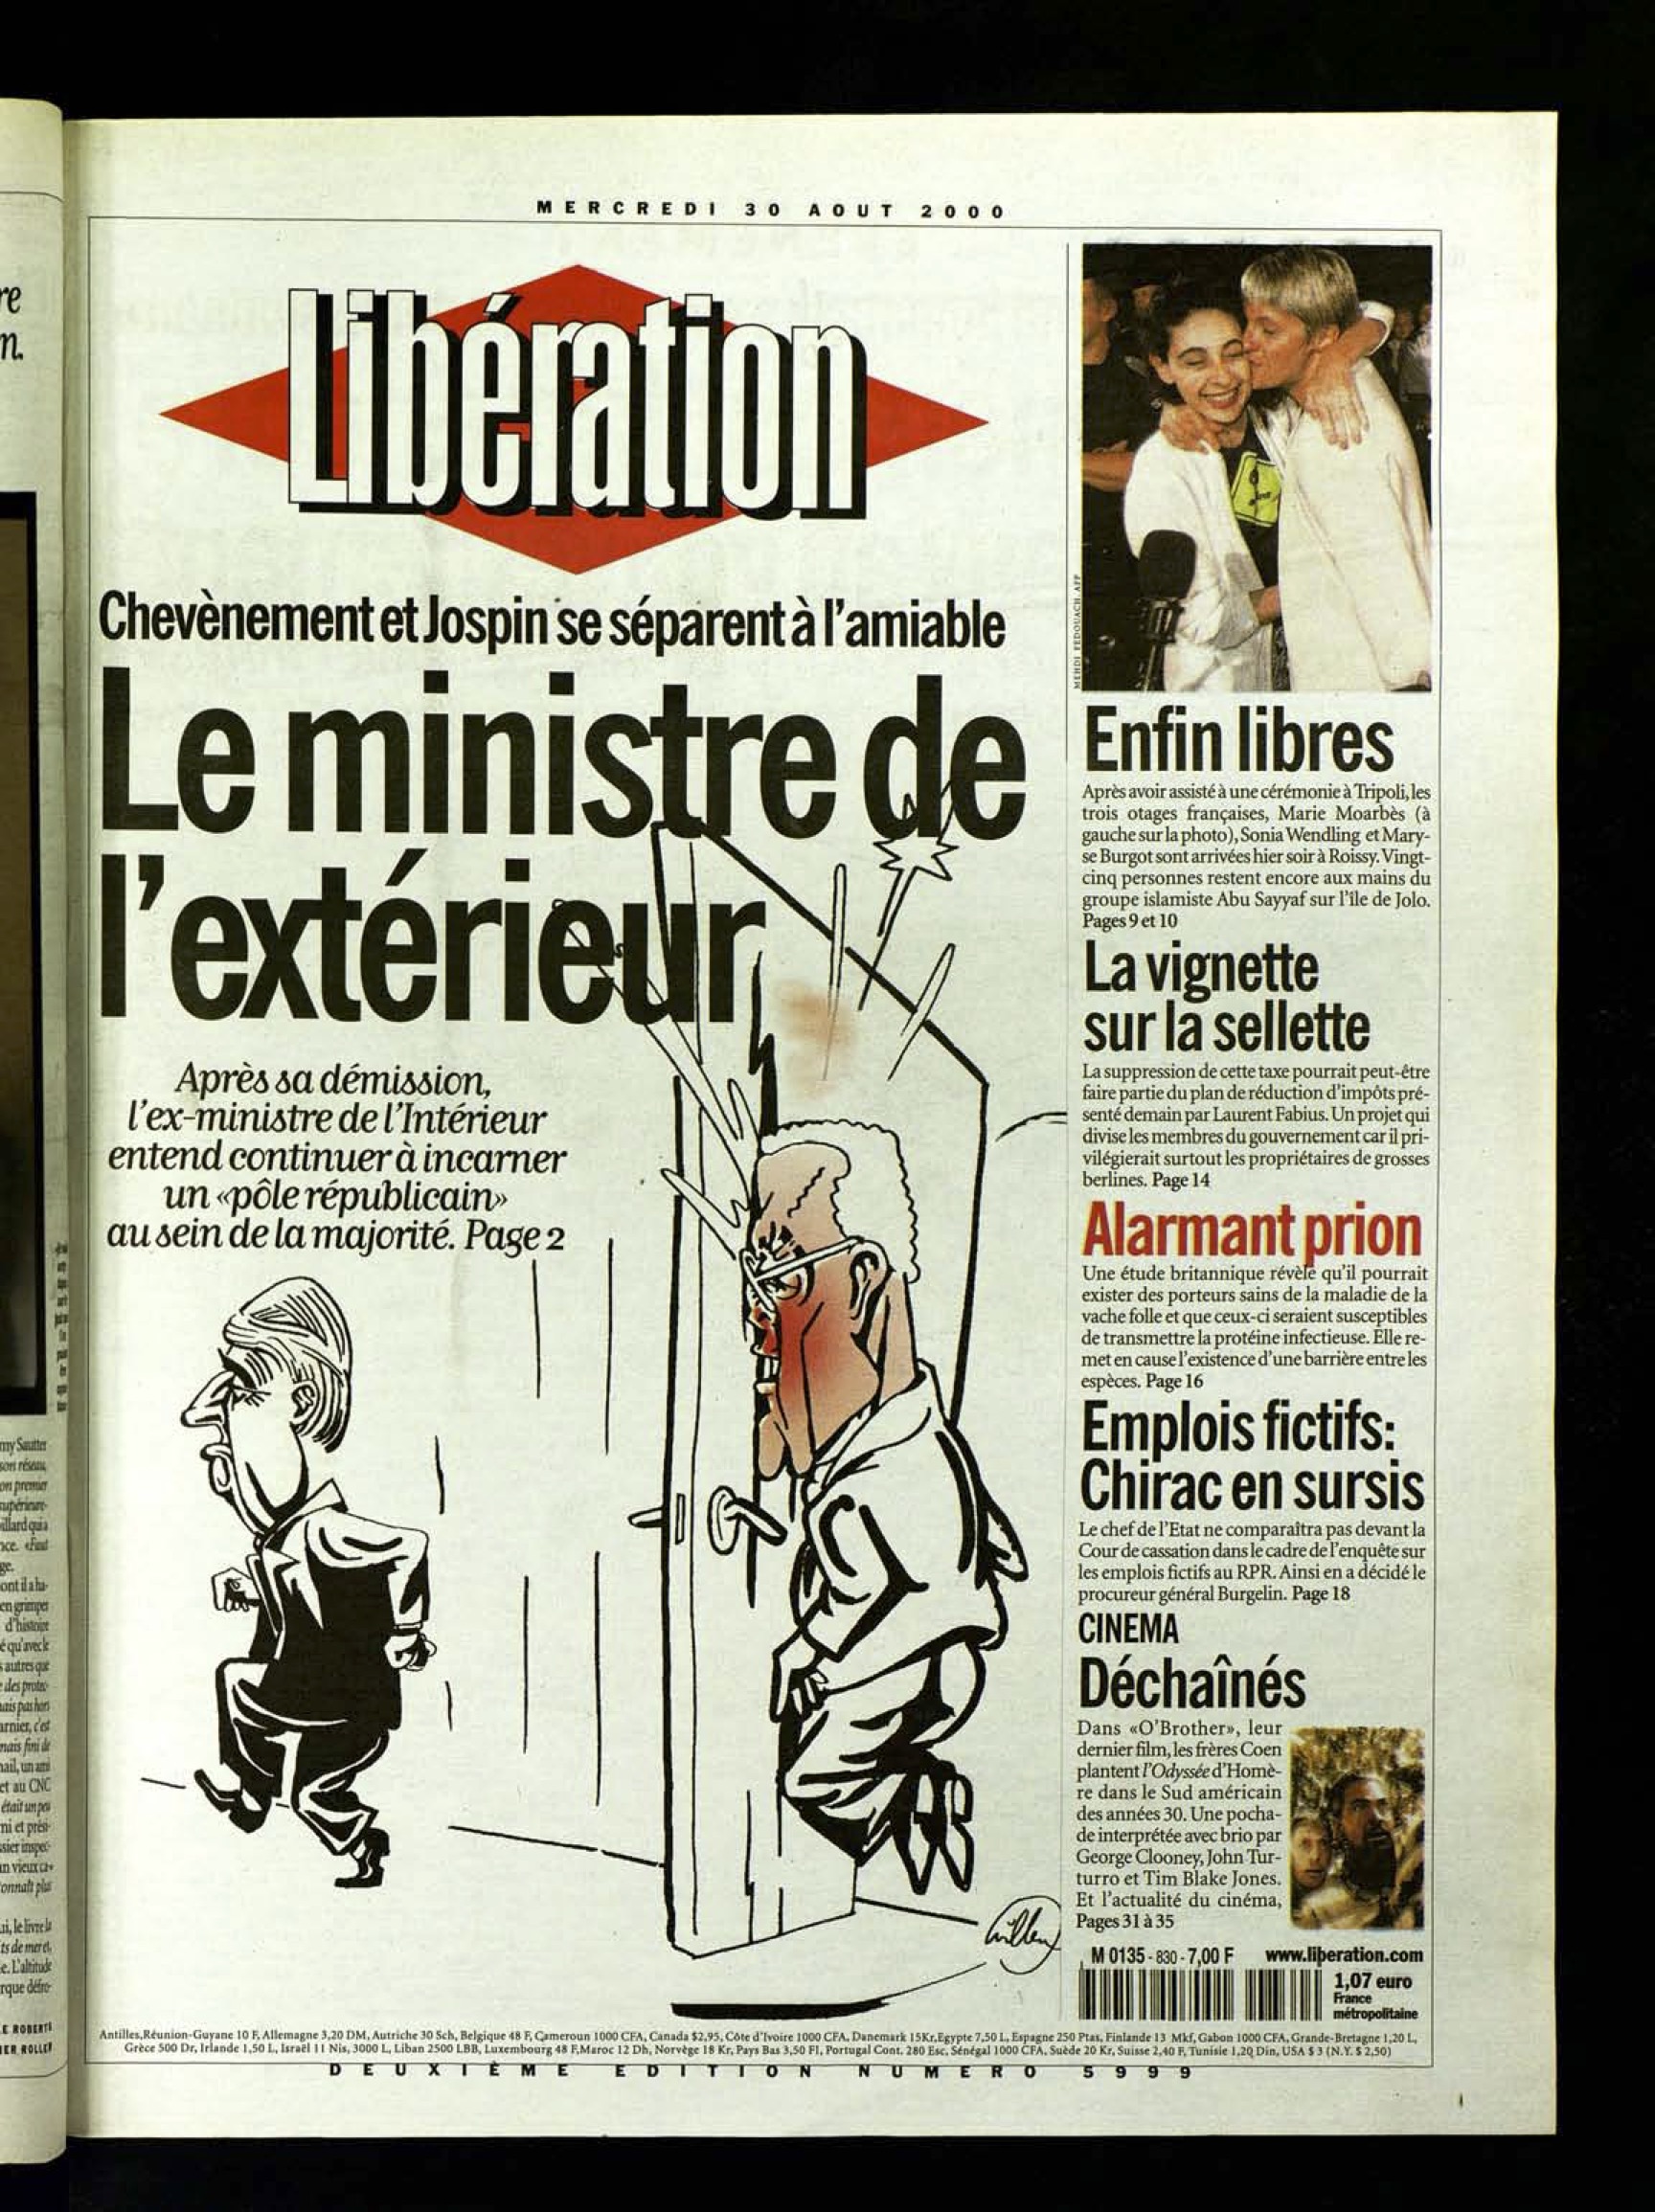 MERCREDI 30 AOUT 2000
Libération
Chevènement et Jospin se séparent à l'amiable
Le ministre de
l'extérieur
Après sa démission,
l'ex-ministre de l'Intérieur
entend continuer à incarner
un «pôle républicain»
au sein de la majorité. Page 2
Willem
MEHDI FEDOUACH. AFP
Enfin libres
Après avoir assisté à une cérémonie à Tripoli, les
trois otages françaises, Marie Moarbès (à
gauche sur la photo), Sonia Wendling et Mary-
se Burgot sont arrivées hier soir à Roissy. Vingt-
cinq personnes restent encore aux mains du
groupe islamiste Abu Sayyaf sur l'île de Jolo.
Pages 9 et 10
La vignette
sur la sellette
La suppression de cette taxe pourrait peut-être
faire partie du plan de réduction d'impôts pré-
senté demain par Laurent Fabius. Un projet qui
divise les membres du gouvernement car il pri-
vilégierait surtout les propriétaires de grosses
berlines. Page 14
Alarmant prion
Une étude britannique révèle qu'il pourrait
exister des porteurs sains de la maladie de la
vache folle et que ceux-ci seraient susceptibles
de transmettre la protéine infectieuse. Elle re-
met en cause l'existence d'une barrière entre les
espèces. Page 16
Emplois fictifs:
Chirac en sursis
Le chef de l'Etat ne comparaîtra pas devant la
Cour de cassation dans le cadre de l'enquête sur
les emplois fictifs au RPR. Ainsi en a décidé le
procureur général Burgelin. Page 18
CINEMA
Déchaînés
Dans «O'Brother», leur
dernier film, les frères Coen
plantent l'Odyssée d'Homè-
re dans le Sud américain
des années 30. Une pocha-
de interprétée avec brio par
George Clooney, John Tur-
turro et Tim Blake Jones.
Et l'actualité du cinéma,
Pages 31 à 35
M 0135 - 830 - 7,00 F www.liberation.com
1,07 euro
France
métropolitaine
Antilles, Réunion-Guyane 10 F, Allemagne 3,20 DM, Autriche 30 Sch, Belgique 48 F, Cameroun 1000 CFA, Canada $2,95, Côte d'Ivoire 1000 CFA, Danemark 15Kr, Egypte 7,50 L, Espagne 250 Ptas, Finlande 13 Mkf, Gabon 1000 CFA, Grande-Bretagne 1,20 L,
Grèce 500 Dr, Irlande 1,50 L, Israël 11 Nis, 3000 L, Liban 2500 LBB, Luxembourg 48 F, Maroc 12 Dh, Norvège 18 Kr, Pays Bas 3,50 Fl, Portugal Cont. 280 Esc, Sénégal 1000 CFA, Suède 20 Kr, Suisse 2,40 F, Tunisie 1,20 Din, USA $ 3 (N.Y. $ 2,50)
DEUXIÈME EDITION NUMERO 5999